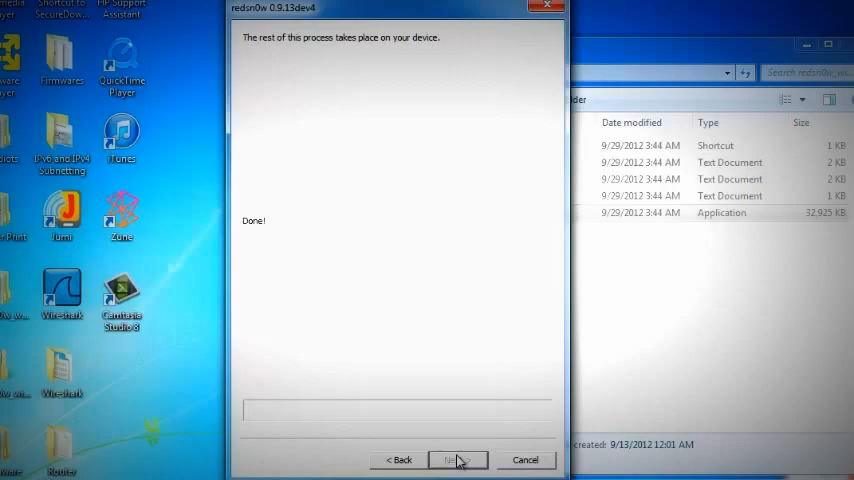 redsn0w 0.9.13dev4
The rest of this process takes place on your device.
Done!
< Back
Cancel
Shortcut to
SecureDow...
HP Support
Assistant
Firmwares
QuickTime
Player
IPv6 and IPv4
Subnetting
iTunes
Jumi
Zune
Wireshark
Camtasia
Studio 8
Wireshark
Router
Search redsn0w_wi...
Date modified
Type
Size
9/29/2012 3:44 AM Shortcut 1 KB
9/29/2012 3:44 AM Text Document 2 KB
9/29/2012 3:44 AM Text Document 2 KB
9/29/2012 3:44 AM Text Document 1 KB
9/29/2012 3:44 AM Application 32,925 KB
created: 9/13/2012 12:01 AM